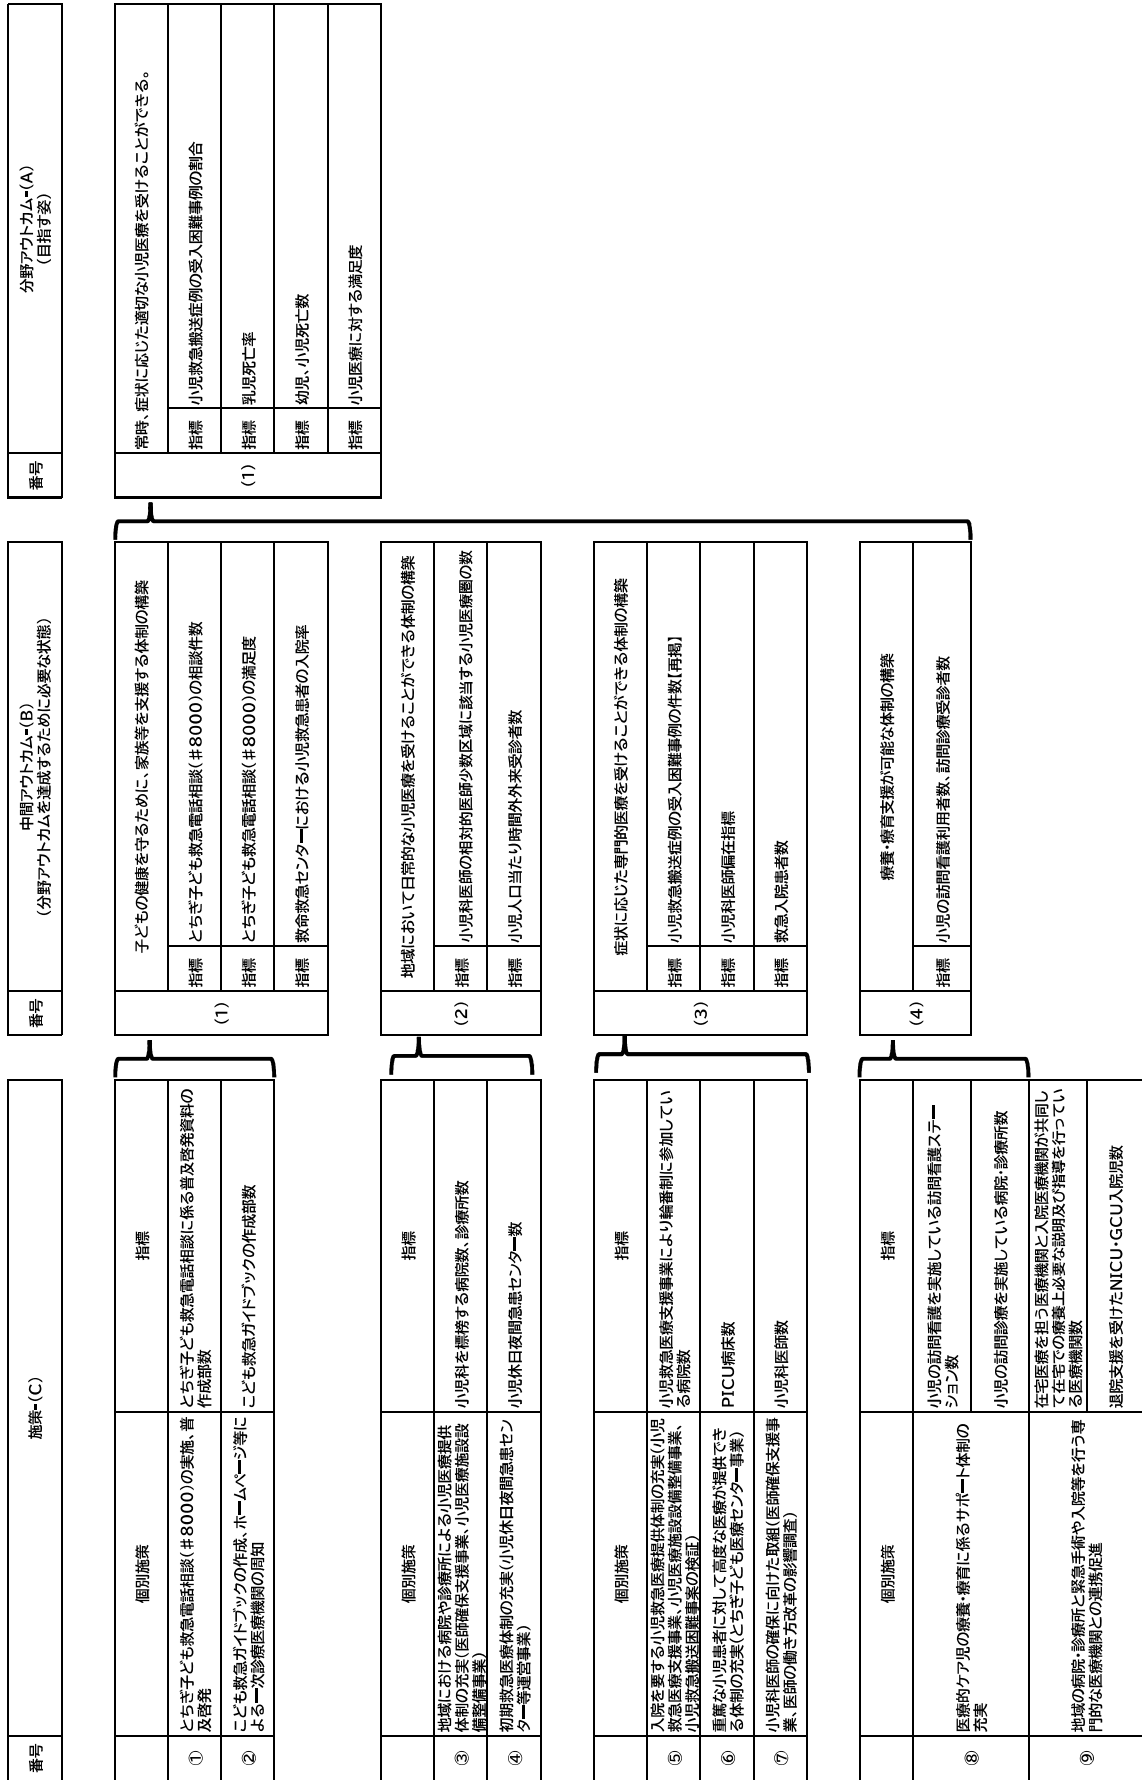 番号
施策-(C)
番号
中間アウトカム-(B)
(分野アウトカムを達成するために必要な状態)
番号
分野アウトカム-(A)
(目指す姿)
個別施策
指標
①
とちぎ子ども救急電話相談(♯8000)の実施、普
及啓発
とちぎ子ども救急電話相談に係る普及啓発資料の
作成部数
②
こども救急ガイドブックの作成、ホームページ等に
よる一次診療医療機関の周知
こども救急ガイドブックの作成部数
(1)
子どもの健康を守るために、家族等を支援する体制の構築
指標
とちぎ子ども救急電話相談(♯8000)の相談件数
指標
とちぎ子ども救急電話相談(♯8000)の満足度
指標
救命救急センターにおける小児救急患者の入院率
(1)
常時、症状に応じた適切な小児医療を受けることができる。
指標
小児救急搬送症例の受入困難事例の割合
指標
乳児死亡率
指標
幼児、小児死亡数
指標
小児医療に対する満足度
個別施策
指標
③
地域における病院や診療所による小児医療提供
体制の充実(医師確保支援事業、小児医療施設設
備整備事業)
小児科を標榜する病院数、診療所数
④
初期救急医療体制の充実(小児休日夜間急患セン
ター等運営事業)
小児休日夜間急患センター数
(2)
地域において日常的な小児医療を受けることができる体制の構築
指標
小児科医師の相対的医師少数区域に該当する小児医療圏の数
指標
小児人口当たり時間外外来受診者数
個別施策
指標
⑤
入院を要する小児救急医療提供体制の充実(小児
救急医療支援事業、小児医療施設設備整備事業、
小児救急搬送困難事案の検証)
小児救急医療支援事業により輪番制に参加してい
る病院数
⑥
重篤な小児患者に対して高度な医療が提供でき
る体制の充実(とちぎ子ども医療センター事業)
PICU病床数
⑦
小児科医師の確保に向けた取組(医師確保支援事
業、医師の働き方改革の影響調査)
小児科医師数
(3)
症状に応じた専門的医療を受けることができる体制の構築
指標
小児救急搬送症例の受入困難事例の件数【再掲】
指標
小児科医師偏在指標
指標
救急入院患者数
個別施策
指標
⑧
医療的ケア児の療養・療育に係るサポート体制の
充実
小児の訪問看護を実施している訪問看護ステー
ション数
小児の訪問診療を実施している病院・診療所数
⑨
地域の病院・診療所と緊急手術や入院等を行う専
門的な医療機関との連携促進
在宅医療を担う医療機関と入院医療機関が共同し
て在宅での療養上必要な説明及び指導を行ってい
る医療機関数
退院支援を受けたNICU・GCU入院児数
(4)
療養・療育支援が可能な体制の構築
指標
小児の訪問看護利用者数、訪問診療受診者数